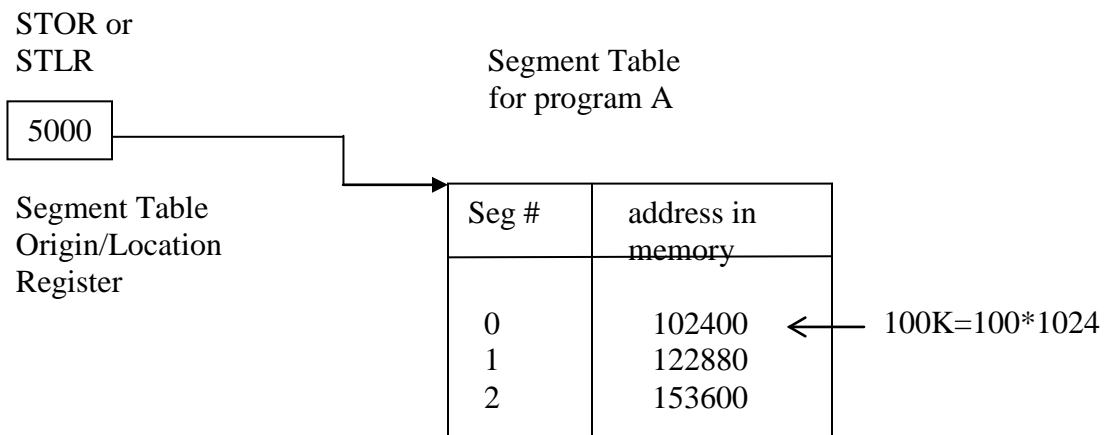 STOR or
STLR
Segment Table
for program A
5000
Segment Table
Origin/Location
Register
Seg #
address in
memory
0 102400
100K=100*1024
1 122880
2 153600